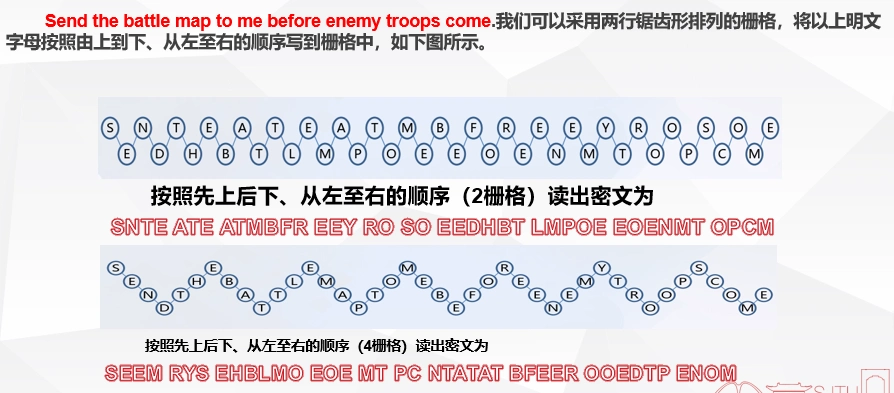 Send the battle map to me before enemy troops come.我们可以采用两行锯齿形排列的栅格，将以上明文
字母按照由上到下、从左至右的顺序写到栅格中，如下图所示。
S N T E A T E A T M B F R E E Y R O S O E
E D H B T L M P O E E O E N M T O P C M
按照先上后下、从左至右的顺序（2栅格）读出密文为
SNTE ATE ATMBFR EEY RO SO EEDHBT LMPOE EOENMT OPCM
S E E M R Y S
E H B L M O E O E M T P C
N T A T A T B F E E R O O E
D T P E N O M
按照先上后下、从左至右的顺序（4栅格）读出密文为
SEEM RYS EHBLMO EOE MT PC NTATAT BFEER OOEDTP ENOM
SJTU